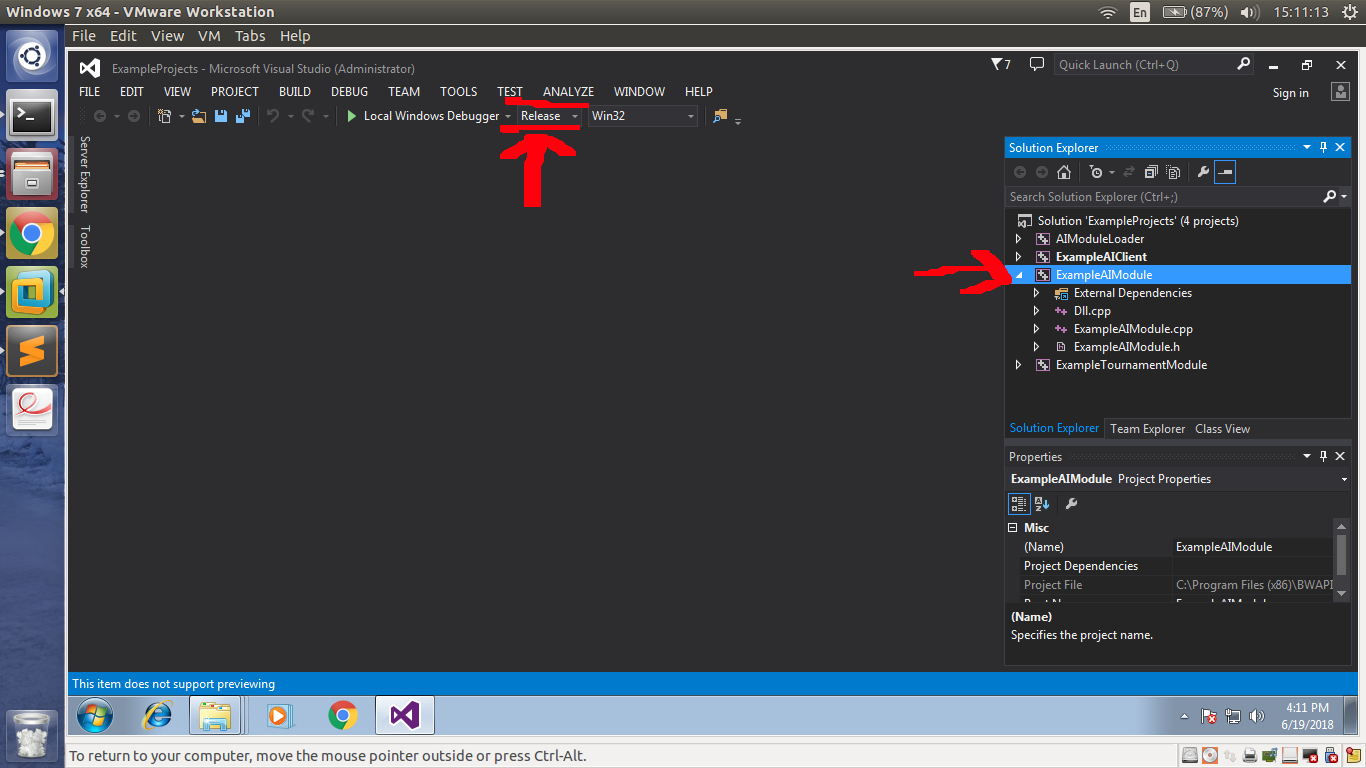 Windows 7 x64 - VMware Workstation En (87%) 15:11:13
File Edit View VM Tabs Help
ExampleProjects - Microsoft Visual Studio (Administrator) 7 Quick Launch (Ctrl+Q)
FILE EDIT VIEW PROJECT BUILD DEBUG TEAM TOOLS TEST ANALYZE WINDOW HELP Sign in
Local Windows Debugger Release Win32
Server Explorer
Toolbox
Solution Explorer
Search Solution Explorer (Ctrl+;)
Solution 'ExampleProjects' (4 projects)
AIModuleLoader
ExampleAIClient
ExampleAIModule
External Dependencies
Dll.cpp
ExampleAIModule.cpp
ExampleAIModule.h
ExampleTournamentModule
Solution Explorer Team Explorer Class View
Properties
ExampleAIModule Project Properties
Misc
(Name) ExampleAIModule
Project Dependencies
Project File C:\Program Files (x86)\BWAPI
(Name)
Specifies the project name.
This item does not support previewing
4:11 PM
6/19/2018
To return to your computer, move the mouse pointer outside or press Ctrl-Alt.